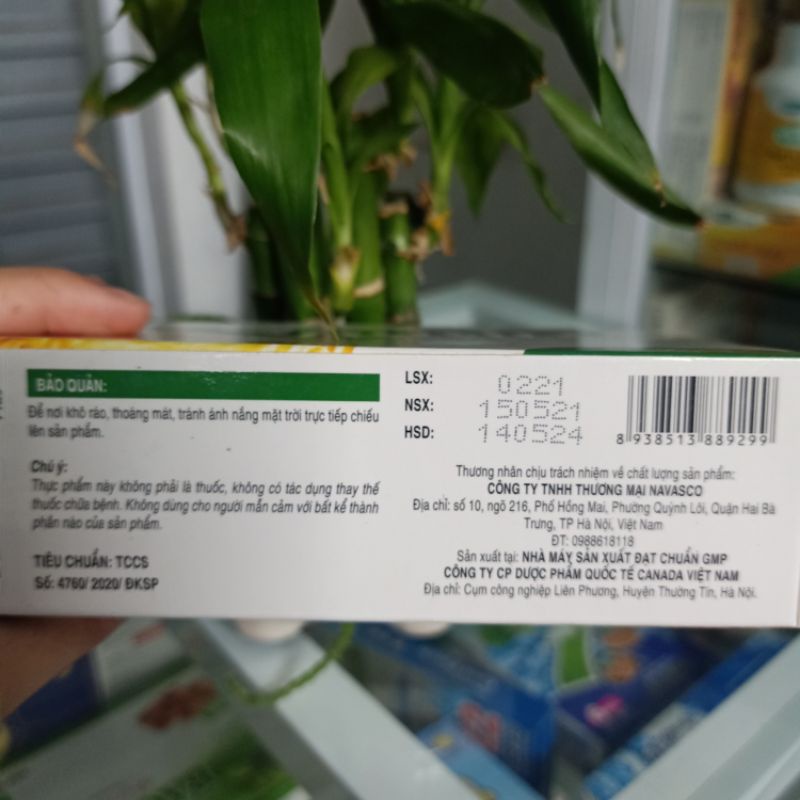 BẢO QUẢN:
Để nơi khô ráo, thoáng mát, tránh ánh nắng mặt trời trực tiếp chiếu
lên sản phẩm.
Chú ý:
Thực phẩm này không phải là thuốc, không có tác dụng thay thế
thuốc chữa bệnh. Không dùng cho người mẫn cảm với bất kể thành
phần nào của sản phẩm.
TIÊU CHUẨN: TCCS
Số: 4760/ 2020/ ĐKSP
LSX: 0221
NSX: 150521
HSD: 140524
8 938513 889299
Thương nhân chịu trách nhiệm về chất lượng sản phẩm:
CÔNG TY TNHH THƯƠNG MẠI NAVASCO
Địa chỉ: số 10, ngõ 216, Phố Hồng Mai, Phường Quỳnh Lôi, Quận Hai Bà
Trưng, TP Hà Nội, Việt Nam
ĐT: 0988618118
Sản xuất tại: NHÀ MÁY SẢN XUẤT ĐẠT CHUẨN GMP
CÔNG TY CP DƯỢC PHẨM QUỐC TẾ CANADA VIỆT NAM
Địa chỉ: Cụm công nghiệp Liên Phương, Huyện Thường Tín, Hà Nội.